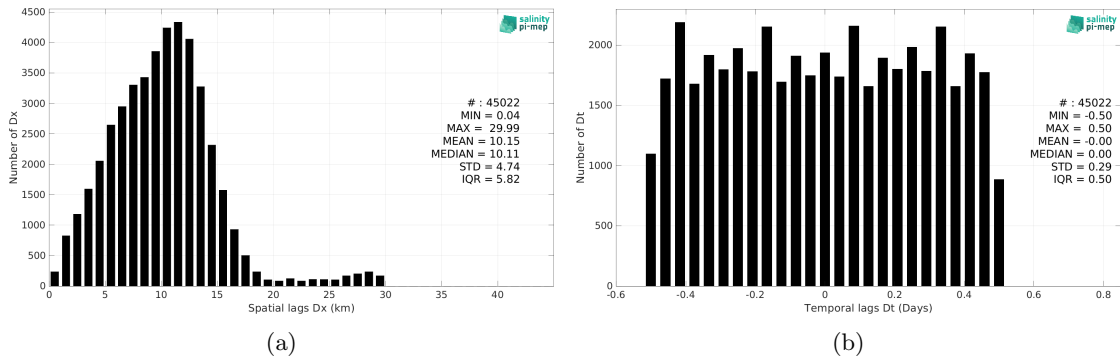 4500
4000
3500
3000
2500
2000
1500
1000
500
0
Number of Dx
salinity
pi-mep
# : 45022
MIN = 0.04
MAX = 29.99
MEAN = 10.15
MEDIAN = 10.11
STD = 4.74
IQR = 5.82
0 5 10 15 20 25 30 35 40
Spatial lags Dx (km)
(a)
2000
1500
1000
500
0
Number of Dt
salinity
pi-mep
# : 45022
MIN = -0.50
MAX = 0.50
MEAN = -0.00
MEDIAN = 0.00
STD = 0.29
IQR = 0.50
-0.6 -0.4 -0.2 0 0.2 0.4 0.6 0.8
Temporal lags Dt (Days)
(b)